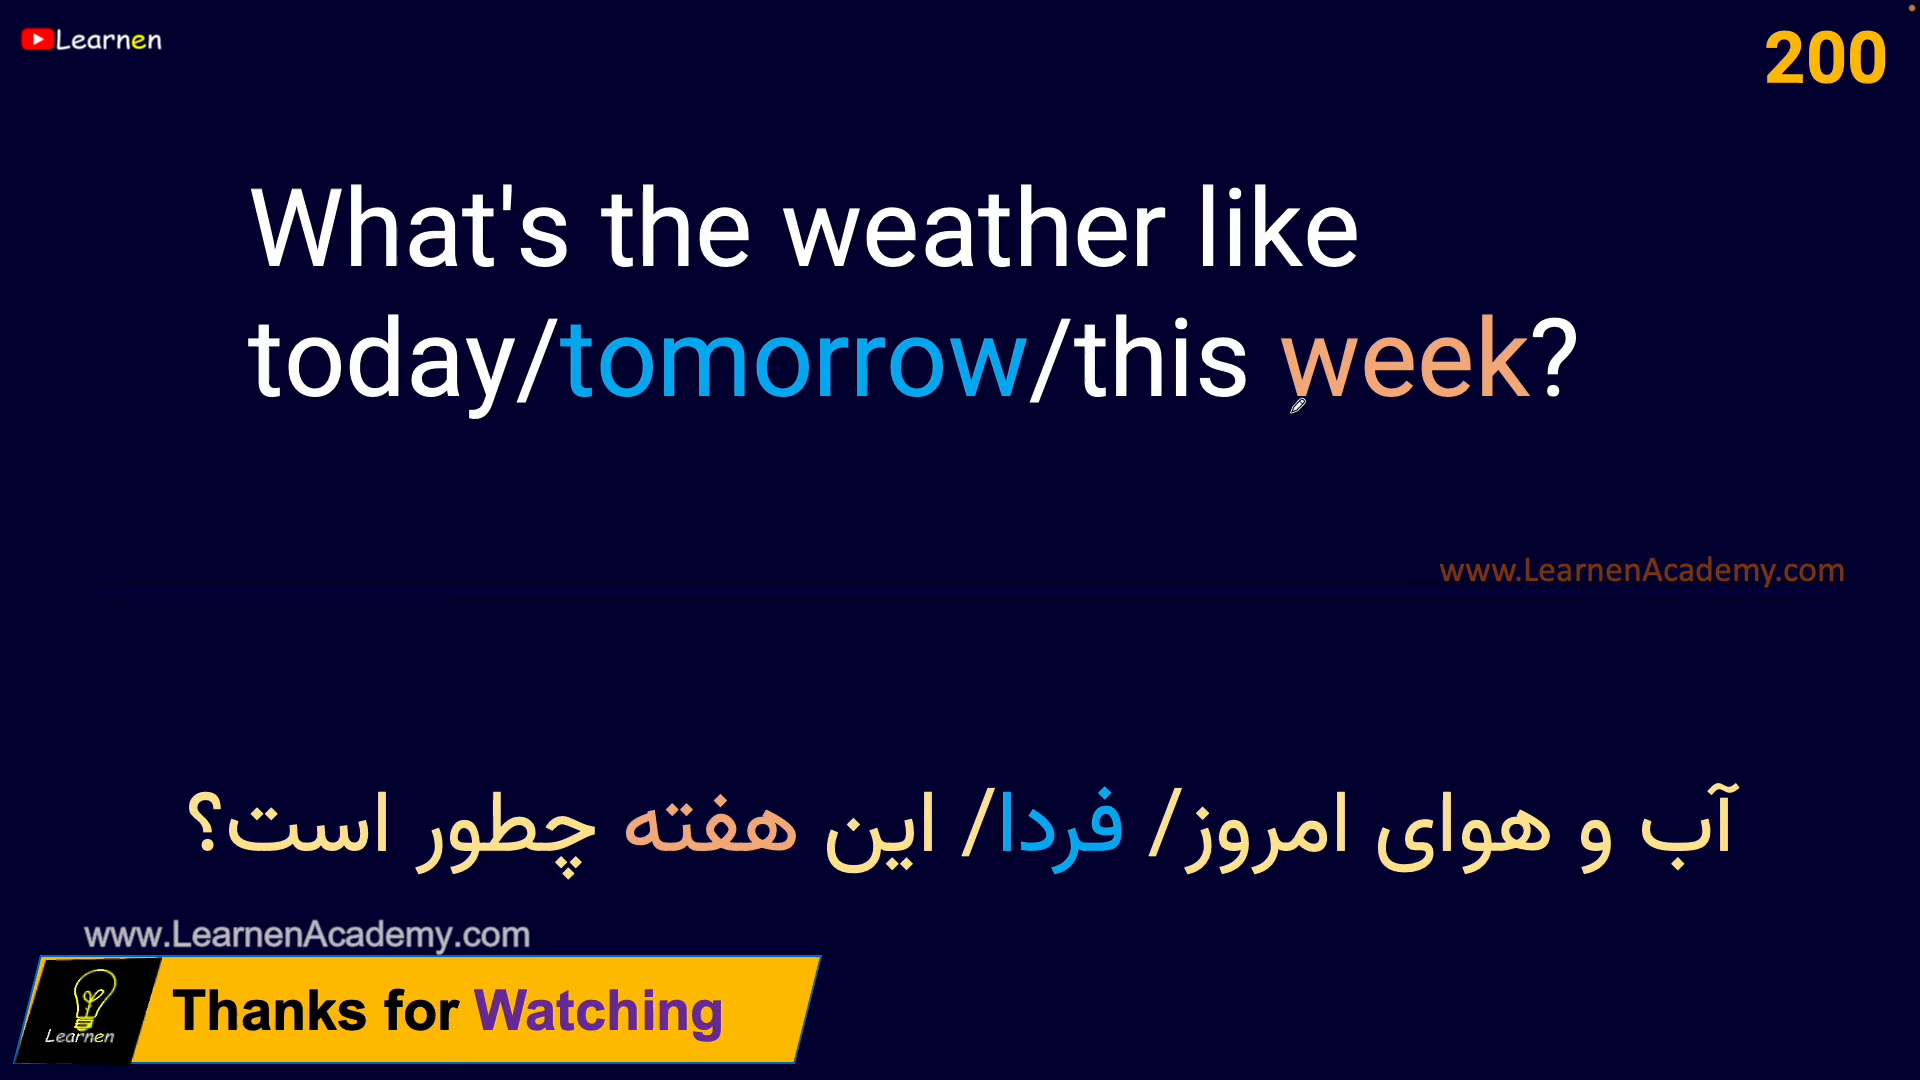 Learnen
200
What's the weather like
today/tomorrow/this week?
www.LearnenAcademy.com
آب و هوای امروز/ فردا/ این هفته چطور است؟
www.LearnenAcademy.com
Learnen
Thanks for Watching